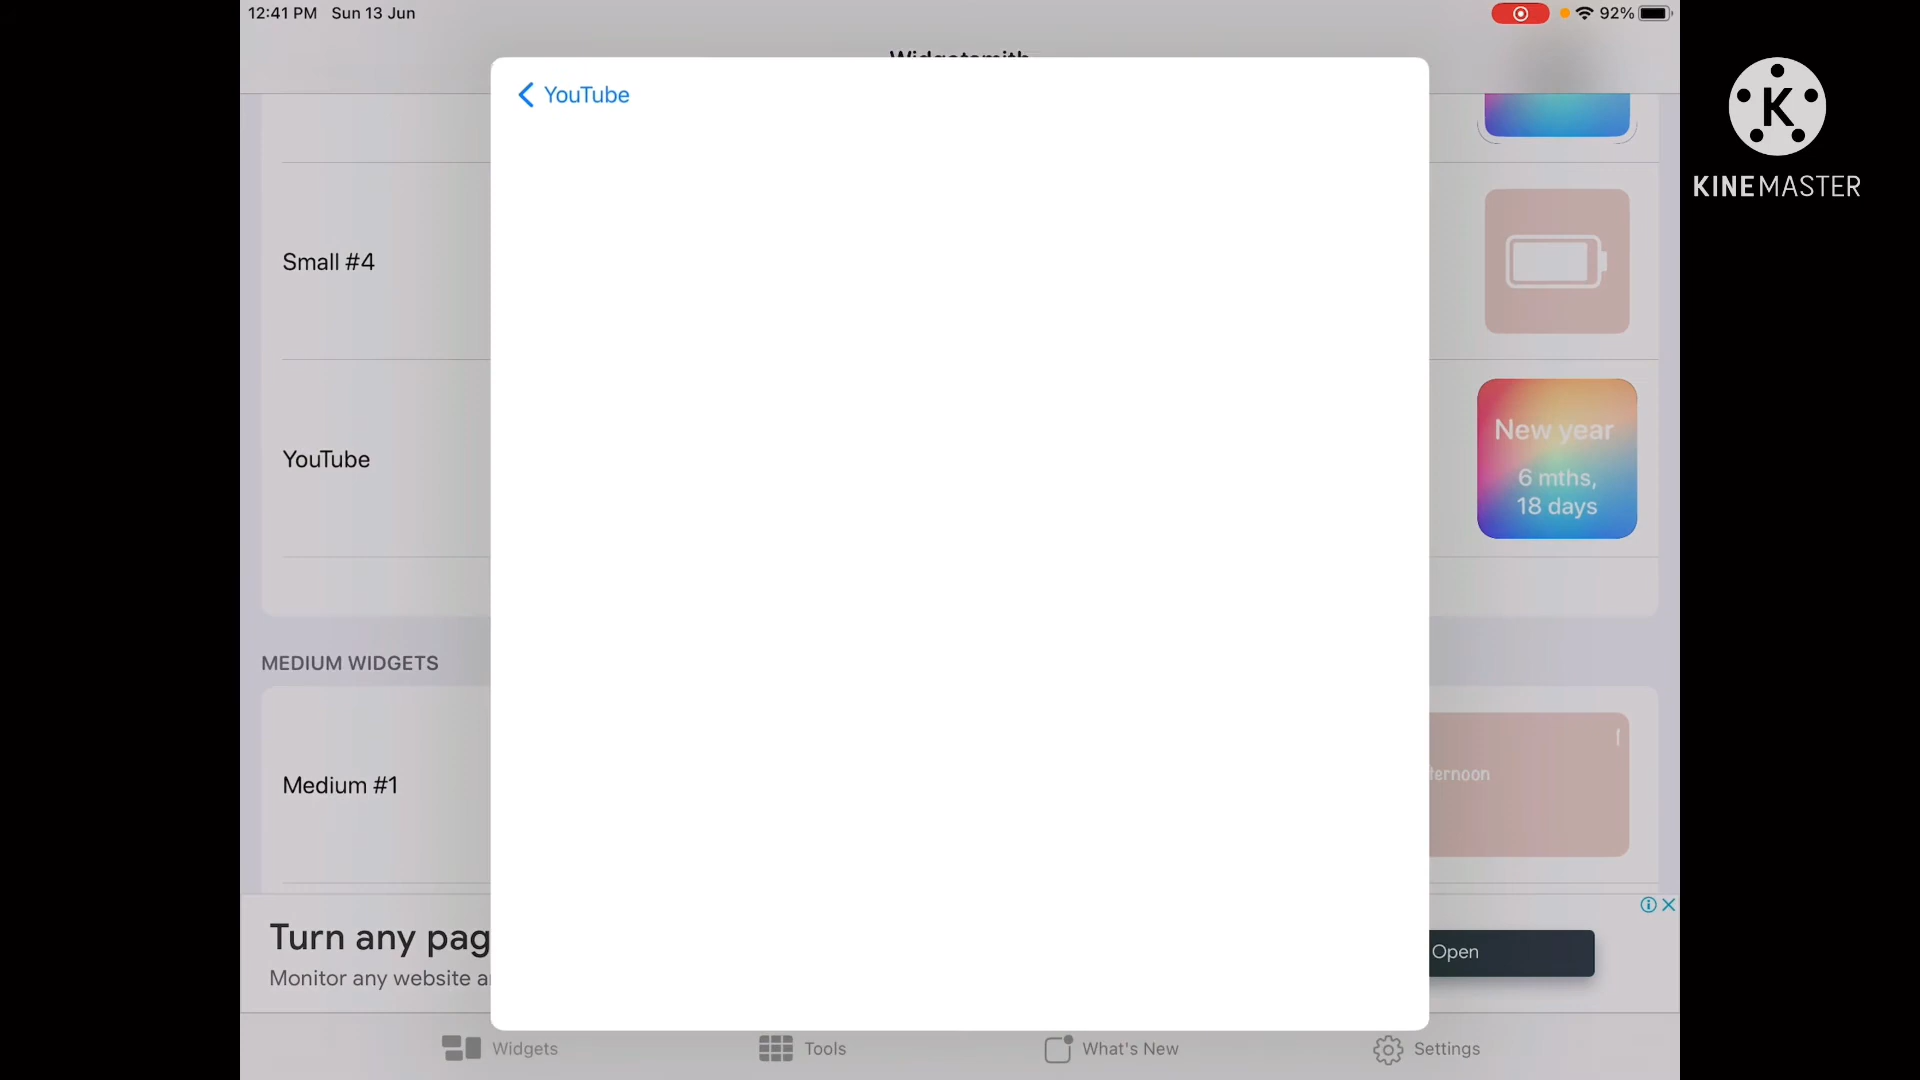 12:41 PM Sun 13 Jun
92%
Widgetsmith
YouTube
KINEMASTER
Small #4
YouTube
New year
6 mths,
18 days
MEDIUM WIDGETS
Medium #1
ternoon
Turn any pag
Monitor any website a
Open
Widgets
Tools
What's New
Settings